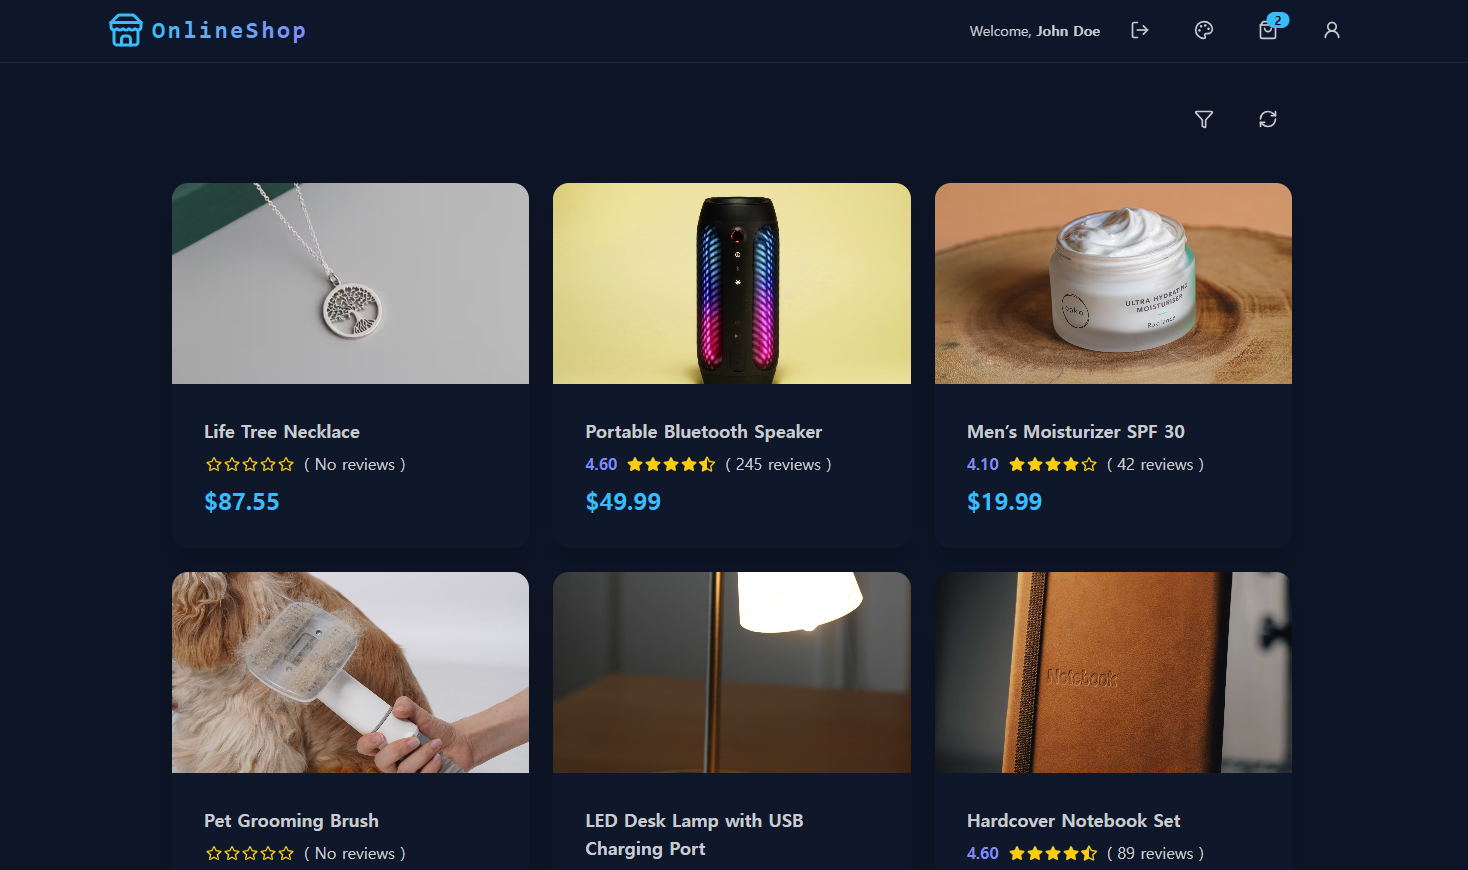 OnlineShop
Welcome, John Doe
2
Life Tree Necklace
( No reviews )
$87.55
Portable Bluetooth Speaker
4.60 ( 245 reviews )
$49.99
ULTRA HYDRATING
MOISTURISER
Radiance
Men’s Moisturizer SPF 30
4.10 ( 42 reviews )
$19.99
Pet Grooming Brush
( No reviews )
LED Desk Lamp with USB
Charging Port
Notebook
Hardcover Notebook Set
4.60 ( 89 reviews )